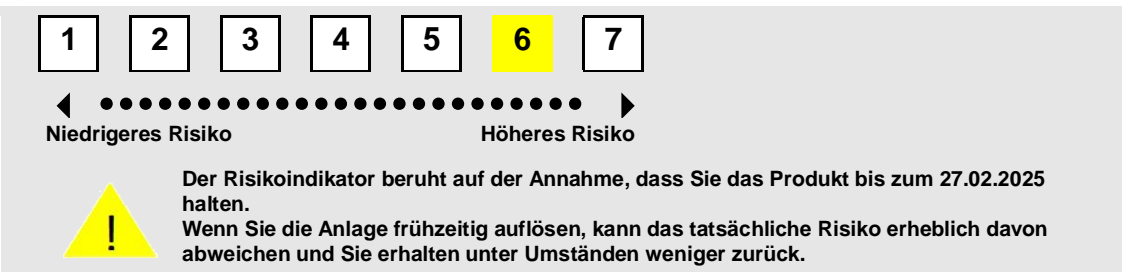 1 2 3 4 5 6 7
Niedrigeres Risiko Höheres Risiko
Der Risikoindikator beruht auf der Annahme, dass Sie das Produkt bis zum 27.02.2025
halten.
Wenn Sie die Anlage frühzeitig auflösen, kann das tatsächliche Risiko erheblich davon
abweichen und Sie erhalten unter Umständen weniger zurück.
!